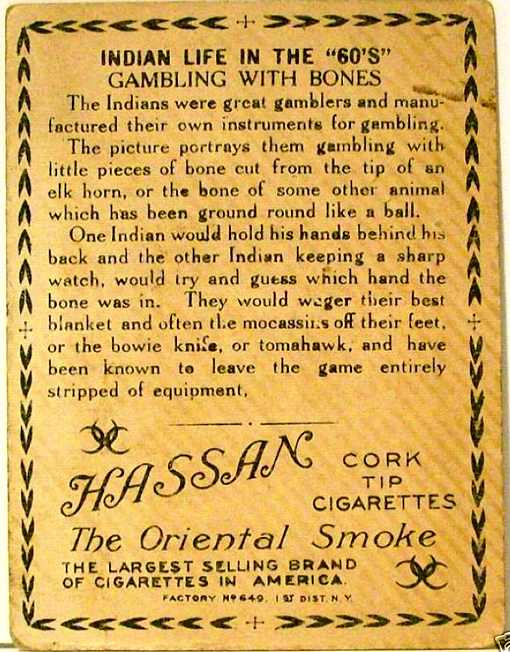 INDIAN LIFE IN THE "60'S"
GAMBLING WITH BONES
The Indians were great gamblers and manu-
factured their own instruments for gambling.
The picture portrays them gambling with
little pieces of bone cut from the tip of an
elk horn, or the bone of some other animal
which has been ground round like a ball.
One Indian would hold his hands behind his
back and the other Indian keeping a sharp
watch, would try and guess which hand the
bone was in. They would wager their best
blanket and often the mocassins off their feet,
or the bowie knife, or tomahawk, and have
been known to leave the game entirely
stripped of equipment,
HASSAN
CORK
TIP
CIGARETTES
The Oriental Smoke
THE LARGEST SELLING BRAND
OF CIGARETTES IN AMERICA.
FACTORY Nº 649. 1ST DIST. N.Y.